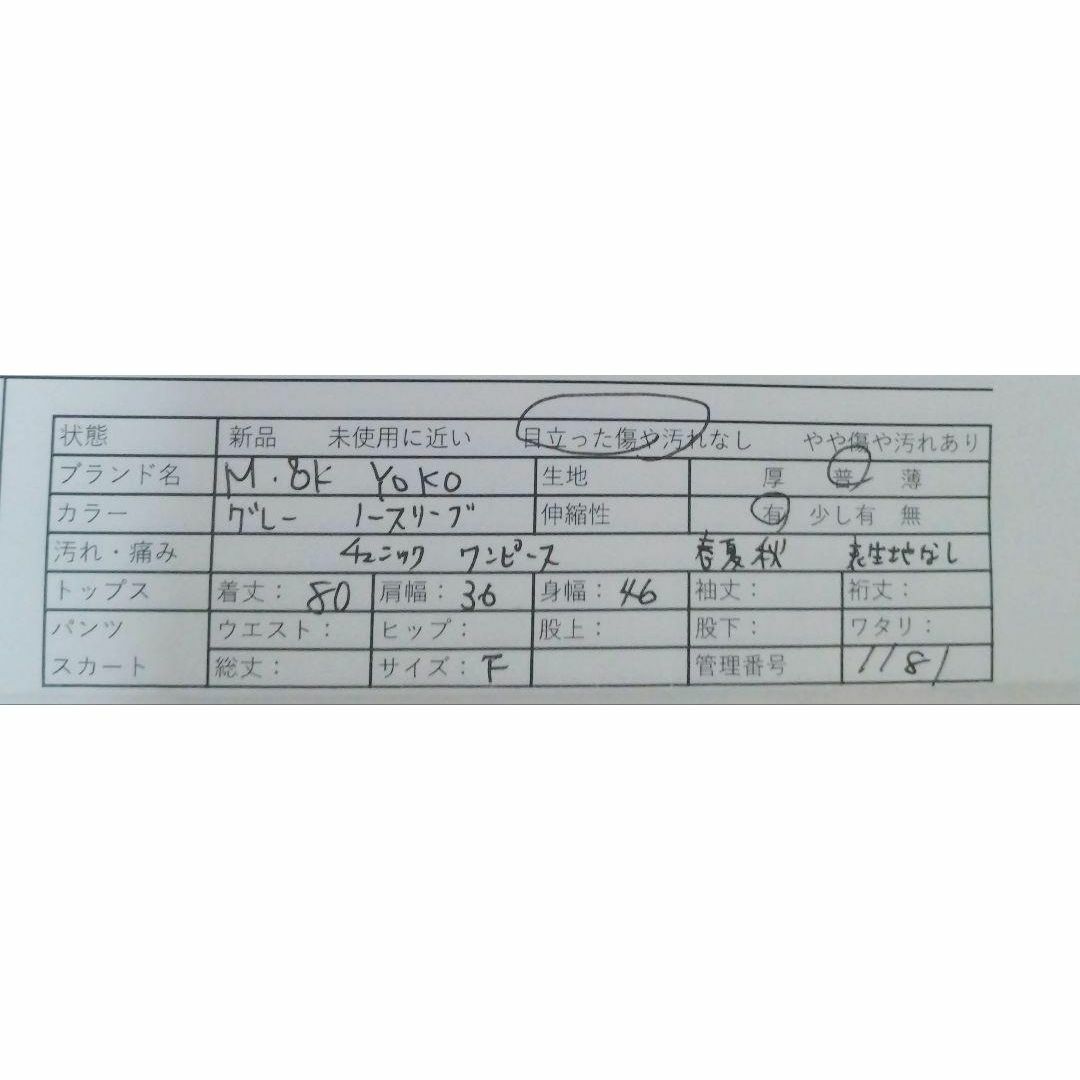 状態 新品 未使用に近い 目立った傷や汚れなし やや傷や汚れあり
ブランド名 M.8K YOKO 生地 厚 普 薄
カラー グレー ノースリーブ 伸縮性 有 少し有 無
汚れ・痛み チュニック ワンピース 春夏秋 裏生地なし
トップス 着丈: 80 肩幅: 36 身幅: 46 袖丈: 裄丈:
パンツ ウエスト: ヒップ: 股上: 股下: ワタリ:
スカート 総丈: サイズ: F 管理番号 1181